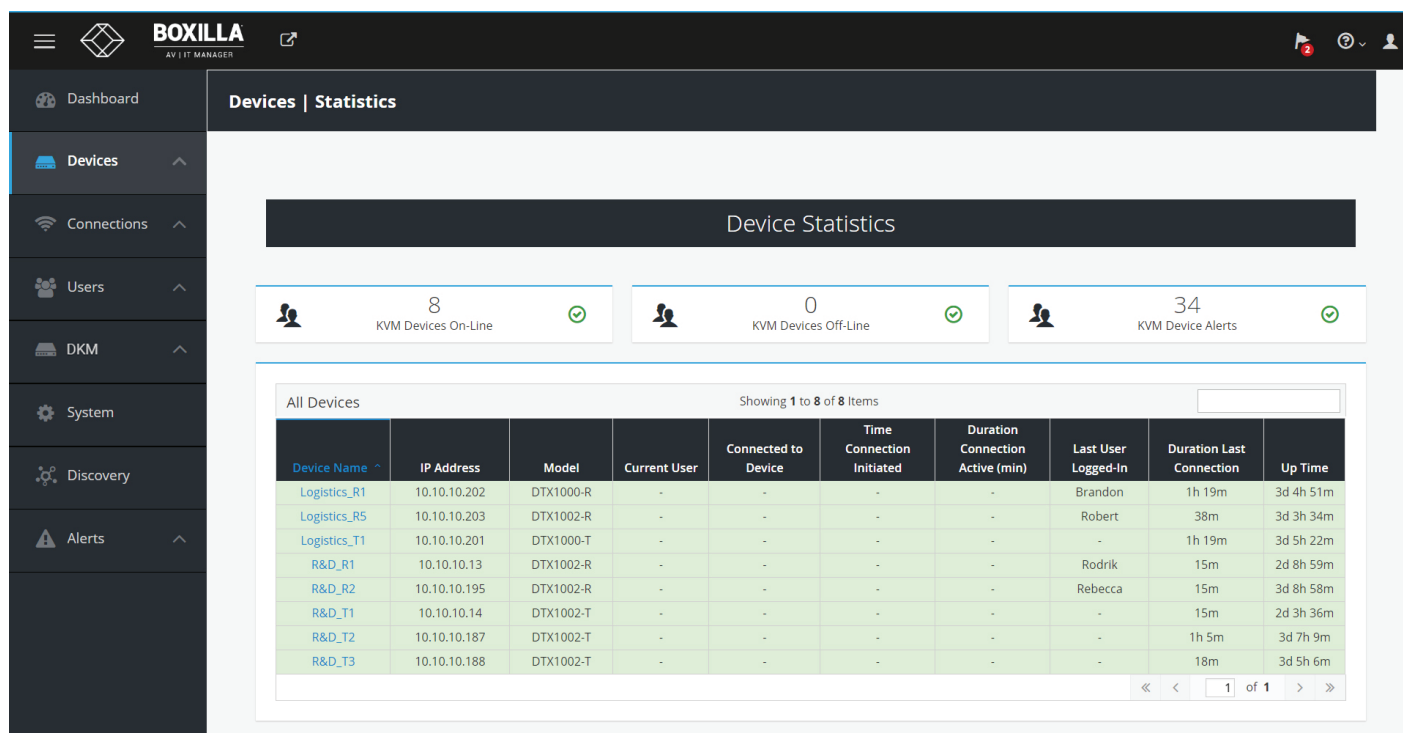 BOXILLA
AV | IT MANAGER
2
Dashboard
Devices | Statistics
Devices
Connections
Users
DKM
System
Discovery
Alerts
Device Statistics
8
KVM Devices On-Line
0
KVM Devices Off-Line
34
KVM Device Alerts
All Devices
Showing 1 to 8 of 8 Items
Device Name IP Address Model Current User Connected to Device Time Connection Initiated Duration Connection Active (min) Last User Logged-In Duration Last Connection Up Time
Logistics_R1 10.10.10.202 DTX1000-R - - - - Brandon 1h 19m 3d 4h 51m
Logistics_R5 10.10.10.203 DTX1002-R - - - - Robert 38m 3d 3h 34m
Logistics_T1 10.10.10.201 DTX1000-T - - - - - 1h 19m 3d 5h 22m
R&D_R1 10.10.10.13 DTX1002-R - - - - Rodrik 15m 2d 8h 59m
R&D_R2 10.10.10.195 DTX1002-R - - - - Rebecca 15m 3d 8h 58m
R&D_T1 10.10.10.14 DTX1002-T - - - - - 15m 2d 3h 36m
R&D_T2 10.10.10.187 DTX1002-T - - - - - 1h 5m 3d 7h 9m
R&D_T3 10.10.10.188 DTX1002-T - - - - - 18m 3d 5h 6m
« < 1 of 1 > »